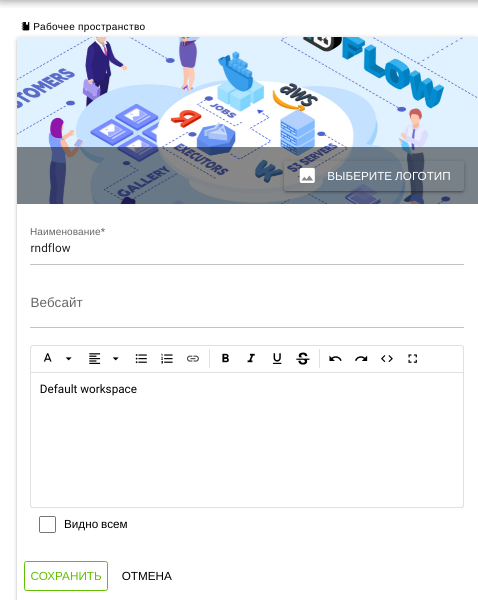 Рабочее пространство
FLOW
TOMERS
JOBS
aws
Я
EXECUTORS
S3 SERVERS
GALLERY
W
ВЫБЕРИТЕ ЛОГОТИП
Наименование*
rndflow
Вебсайт
A
B I U S <>
Default workspace
Видно всем
СОХРАНИТЬ ОТМЕНА